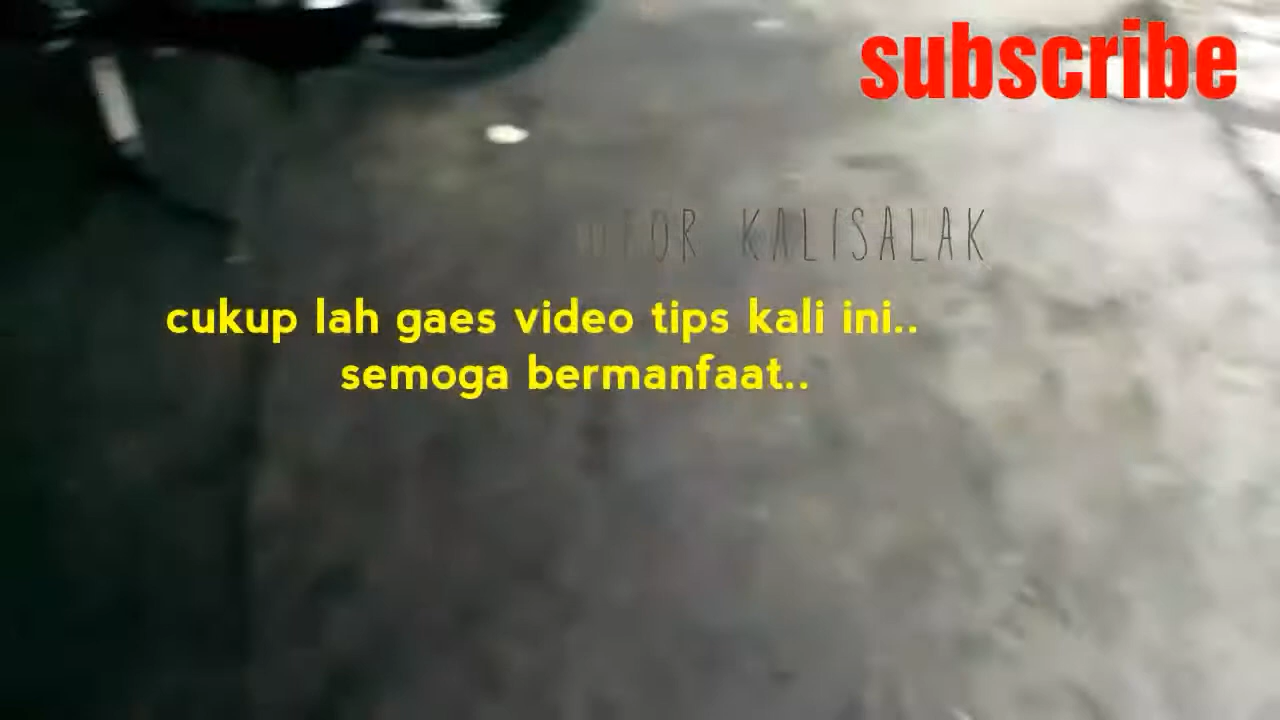 subscribe
KALISALAK
cukup lah gaes video tips kali ini..
semoga bermanfaat..